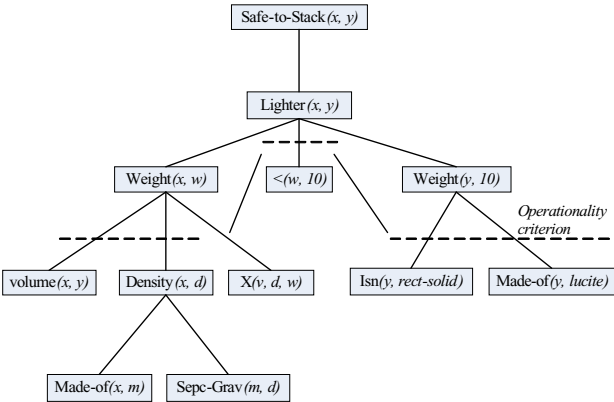 Safe-to-Stack(x, y)
Lighter(x, y)
Weight(x, w)
<(w, 10)
Weight(y, 10)
Operationality
criterion
volume(x, y)
Density(x, d)
X(v, d, w)
Isn(y, rect-solid)
Made-of(y, lucite)
Made-of(x, m)
Sepc-Grav(m, d)